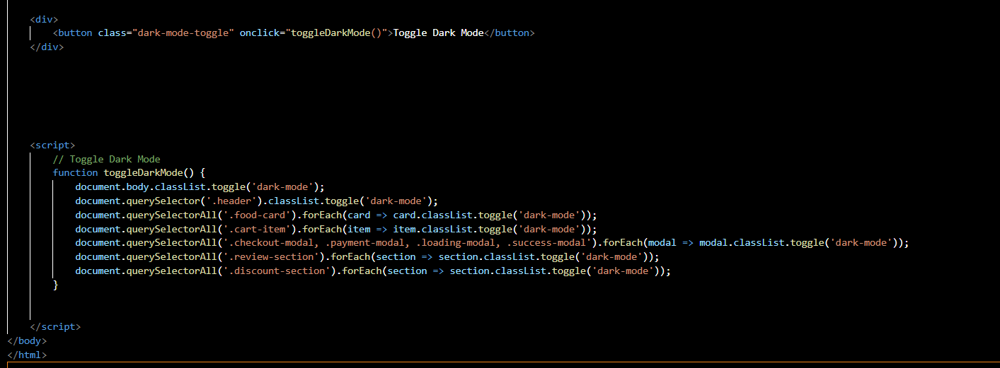 <div>
<button class="dark-mode-toggle" onclick="toggleDarkMode()">Toggle Dark Mode</button>
</div>
<script>
// Toggle Dark Mode
function toggleDarkMode() {
document.body.classList.toggle('dark-mode');
document.querySelector('.header').classList.toggle('dark-mode');
document.querySelectorAll('.food-card').forEach(card => card.classList.toggle('dark-mode'));
document.querySelectorAll('.cart-item').forEach(item => item.classList.toggle('dark-mode'));
document.querySelectorAll('.checkout-modal, .payment-modal, .loading-modal, .success-modal').forEach(modal => modal.classList.toggle('dark-mode'));
document.querySelectorAll('.review-section').forEach(section => section.classList.toggle('dark-mode'));
document.querySelectorAll('.discount-section').forEach(section => section.classList.toggle('dark-mode'));
}
</script>
</body>
</html>